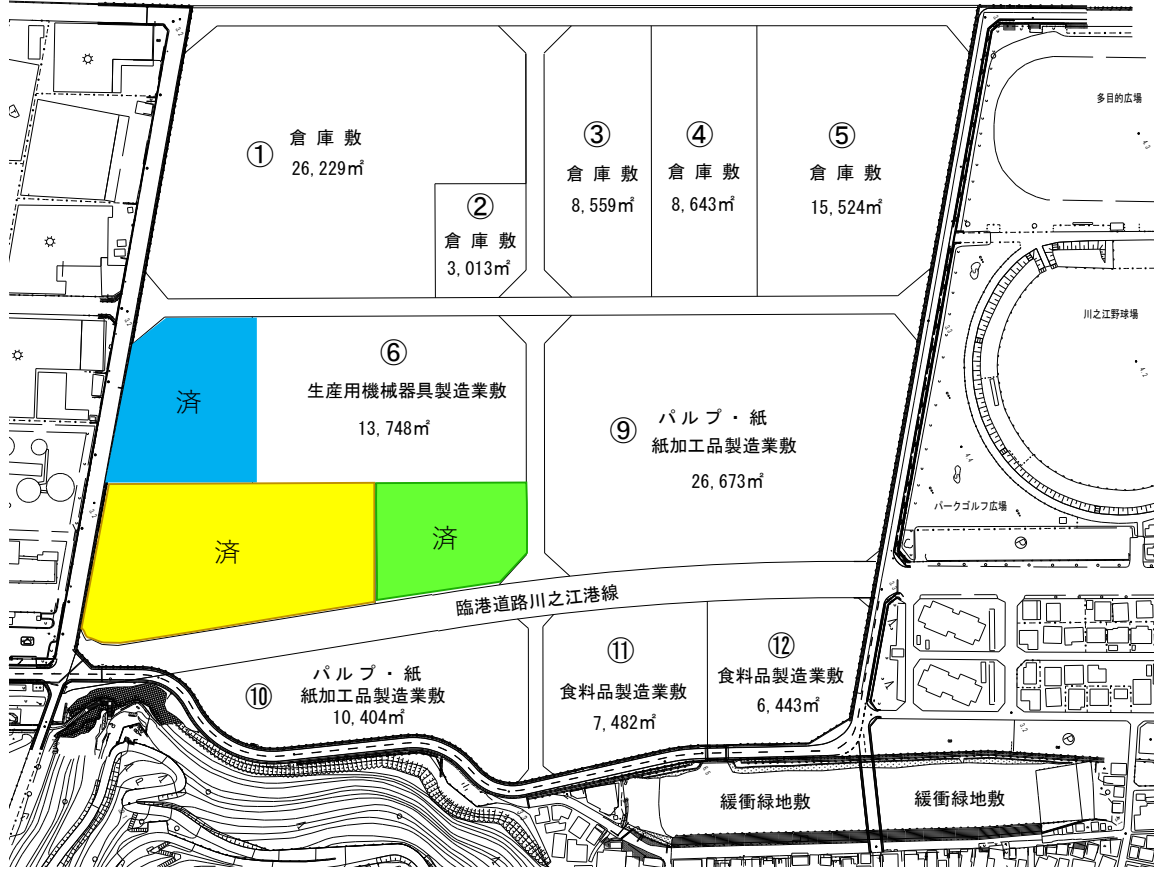 ①
倉庫敷
26,229㎡
②
倉庫敷
3,013㎡
③
倉庫敷
8,559㎡
④
倉庫敷
8,643㎡
⑤
倉庫敷
15,524㎡
多目的広場
川之江野球場
パークゴルフ広場
済
⑥
生産用機械器具製造業敷
13,748㎡
⑨
パルプ・紙
紙加工品製造業敷
26,673㎡
済
済
臨港道路川之江港線
⑩
パルプ・紙
紙加工品製造業敷
10,404㎡
⑪
食料品製造業敷
7,482㎡
⑫
食料品製造業敷
6,443㎡
緩衝緑地敷
緩衝緑地敷